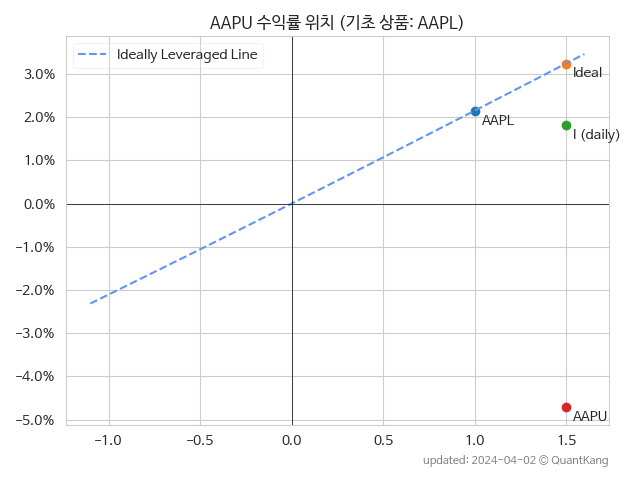 AAPU 수익률 위치 (기초 상품: AAPL)
Ideally Leveraged Line
3.0%
2.0%
1.0%
0.0%
−1.0%
−2.0%
−3.0%
−4.0%
−5.0%
Ideal
AAPL
I (daily)
AAPU
−1.0
−0.5
0.0
0.5
1.0
1.5
updated: 2024-04-02 © QuantKang